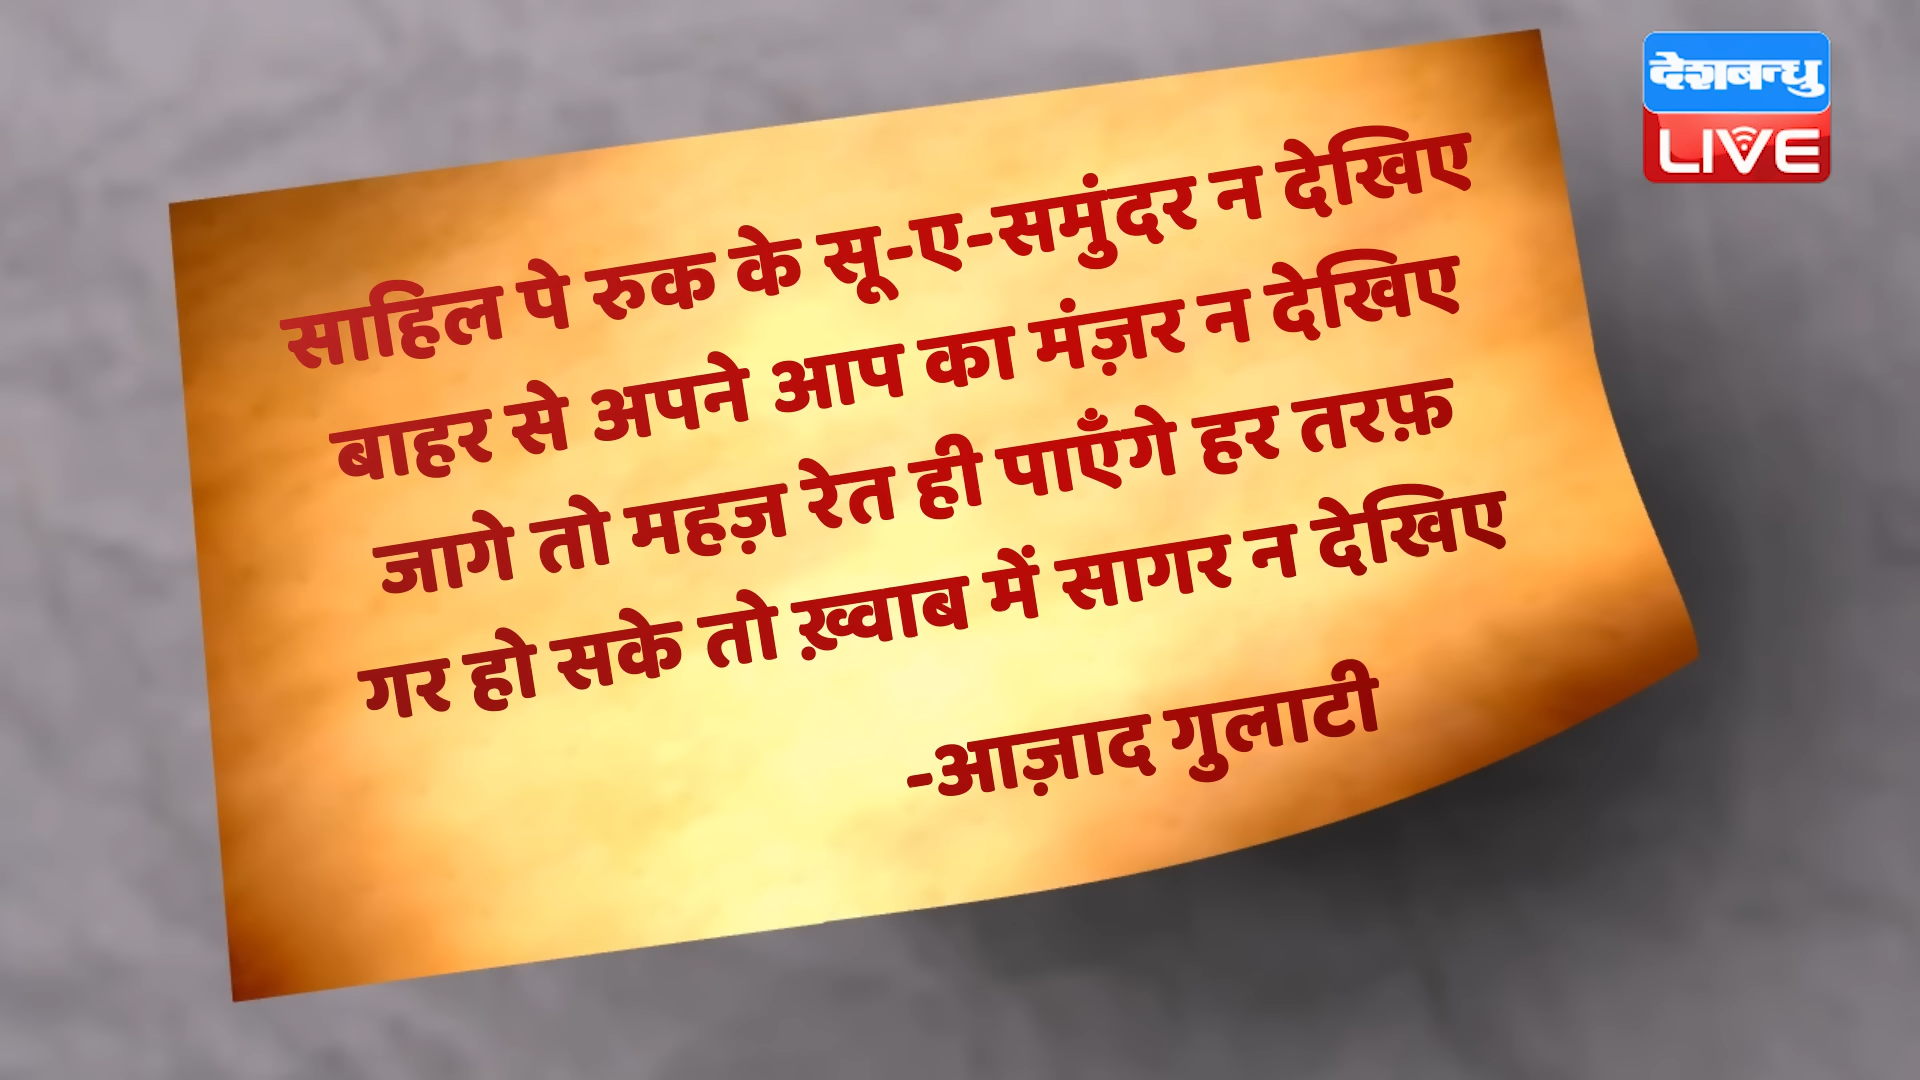 देशबन्धु
LIVE
साहिल पे रुक के सू-ए-समुंदर न देखिए
बाहर से अपने आप का मंज़र न देखिए
जागे तो महज़ रेत ही पाएँगे हर तरफ़
गर हो सके तो ख़्वाब में सागर न देखिए
-आज़ाद गुलाटी